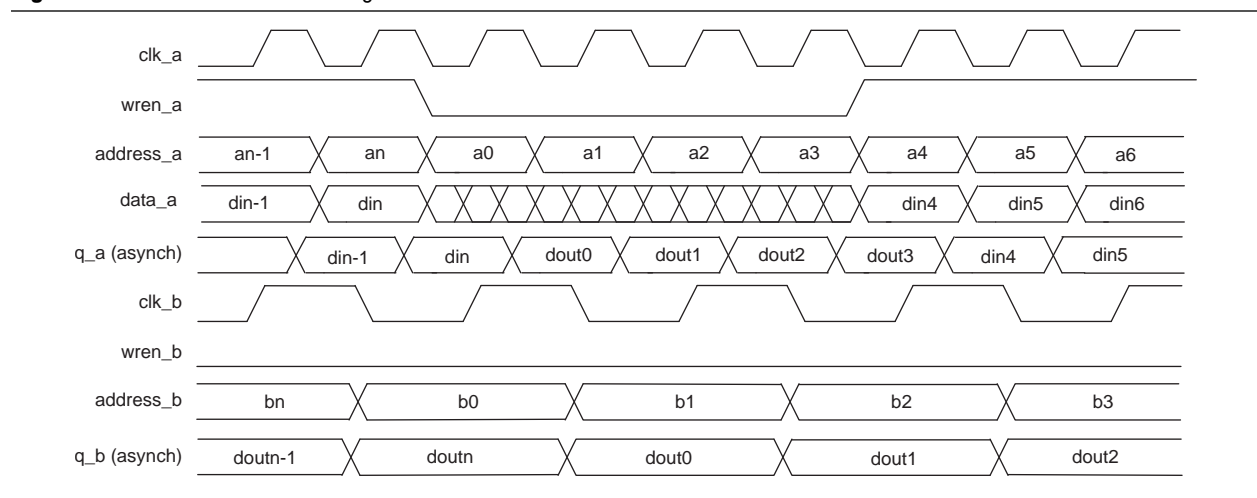 clk_a
wren_a
address_a an-1 an a0 a1 a2 a3 a4 a5 a6
data_a din-1 din din4 din5 din6
q_a (asynch) din-1 din dout0 dout1 dout2 dout3 din4 din5
clk_b
wren_b
address_b bn b0 b1 b2 b3
q_b (asynch) doutn-1 doutn dout0 dout1 dout2